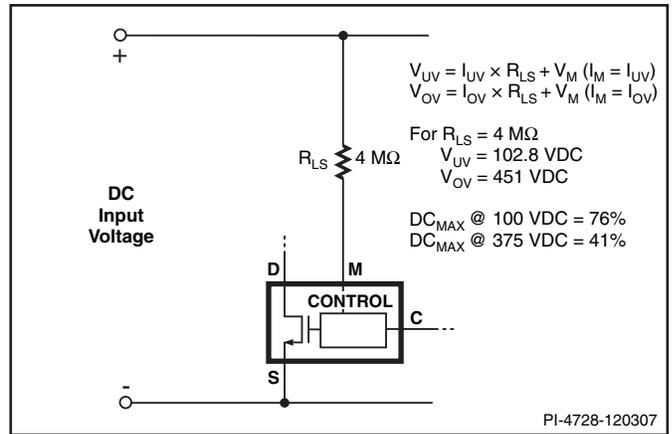 +
V_UV = I_UV × R_LS + V_M (I_M = I_UV)
V_OV = I_OV × R_LS + V_M (I_M = I_OV)
For R_LS = 4 MΩ
V_UV = 102.8 VDC
V_OV = 451 VDC
DC_MAX @ 100 VDC = 76%
DC_MAX @ 375 VDC = 41%
R_LS 4 MΩ
DC
Input
Voltage
D
M
CONTROL
C
S
-
PI-4728-120307